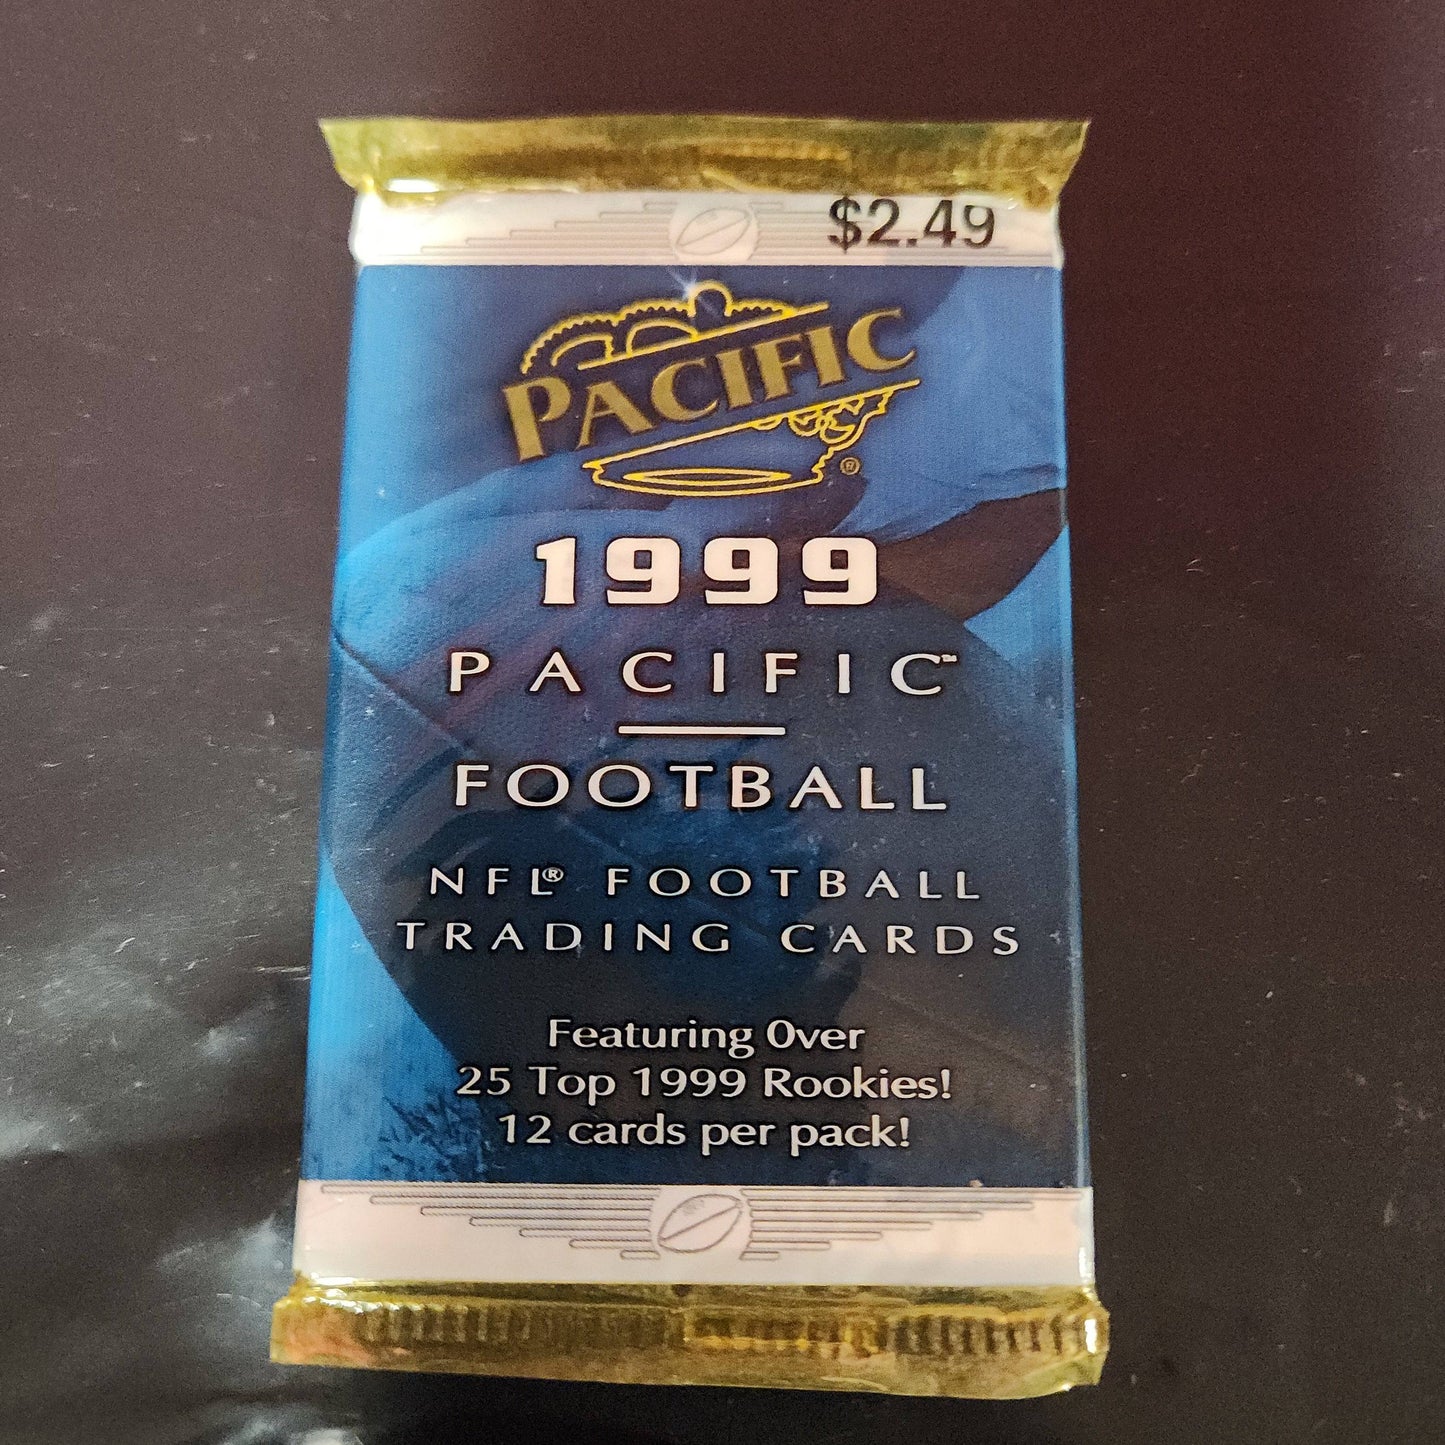 $2.49
PACIFIC
®
1999
PACIFIC™
FOOTBALL
NFL® FOOTBALL
TRADING CARDS
Featuring Over
25 Top 1999 Rookies!
12 cards per pack!